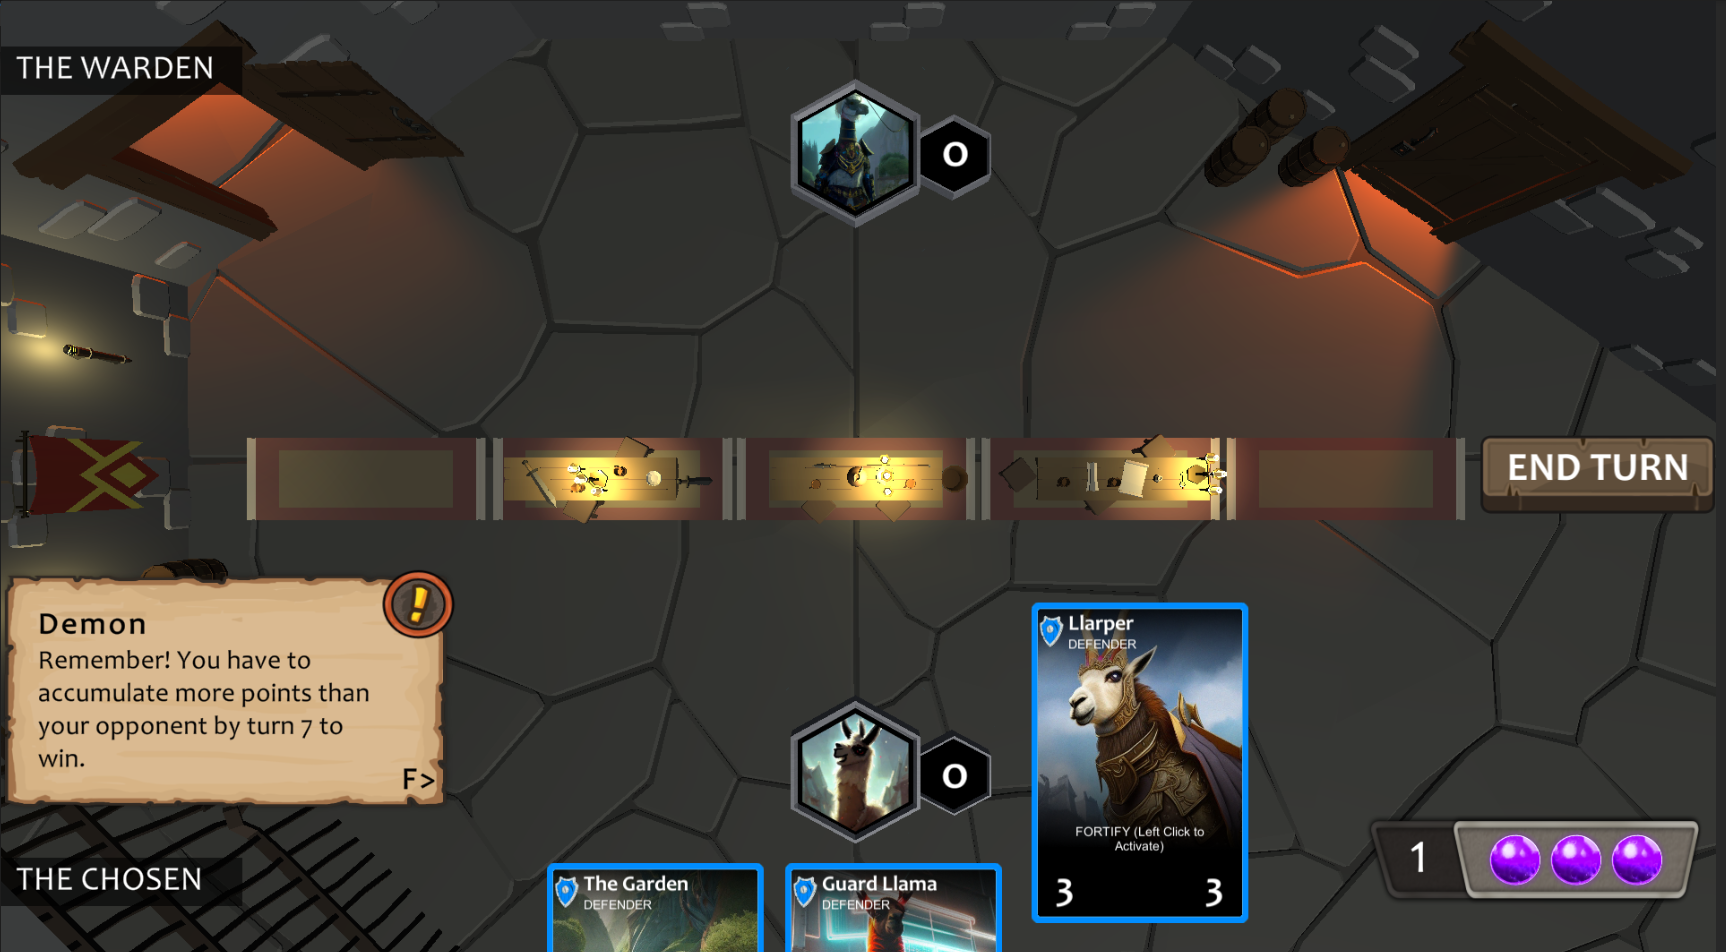 THE WARDEN
0
END TURN
Demon
Remember! You have to
accumulate more points than
your opponent by turn 7 to
win.
F>
0
Llarper
DEFENDER
FORTIFY (Left Click to
Activate)
3 3
1
THE CHOSEN
The Garden
DEFENDER
Guard Llama
DEFENDER